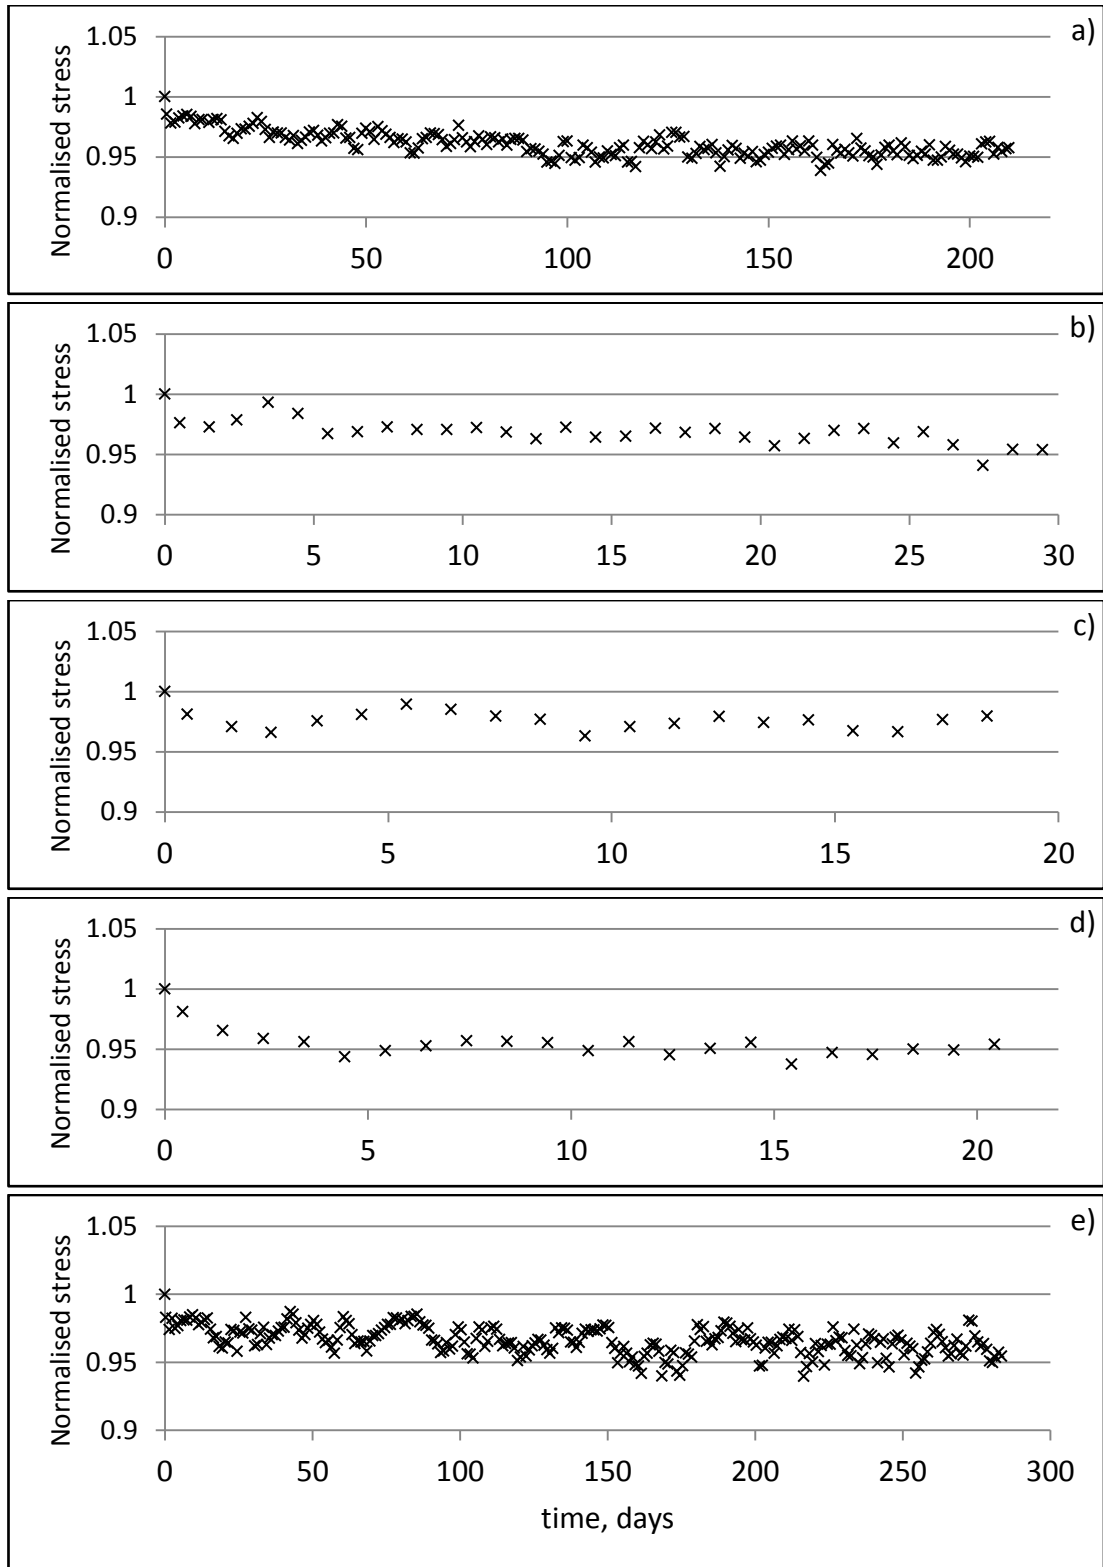 a)
Normalised stress
1.05
1
0.95
0.9
0 50 100 150 200
b)
Normalised stress
1.05
1
0.95
0.9
0 5 10 15 20 25 30
c)
Normalised stress
1.05
1
0.95
0.9
0 5 10 15 20
d)
Normalised stress
1.05
1
0.95
0.9
0 5 10 15 20
e)
Normalised stress
1.05
1
0.95
0.9
0 50 100 150 200 250 300
time, days